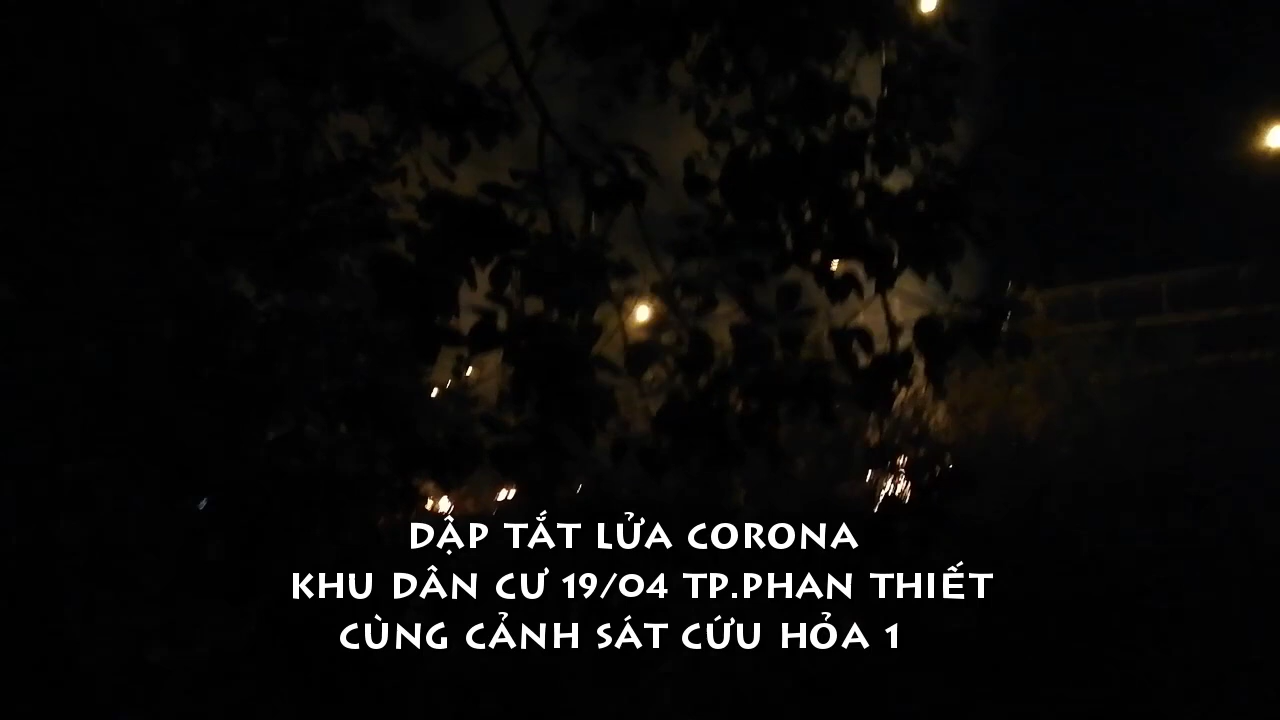 DẬP TẮT LỬA CORONA
KHU DÂN CƯ 19/04 TP.PHAN THIẾT
CÙNG CẢNH SÁT CỨU HỎA 1